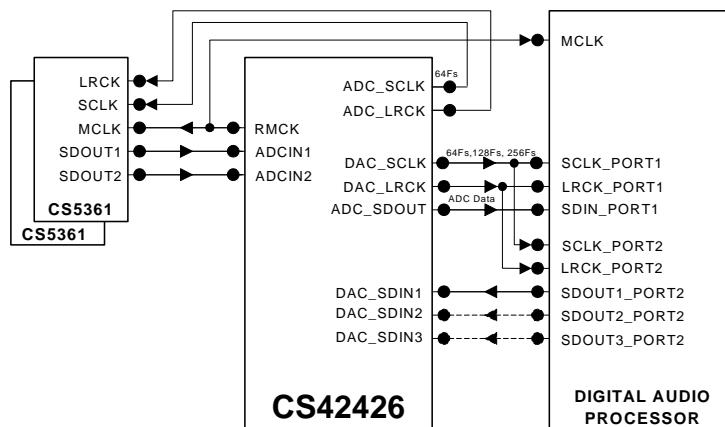 MCLK
LRCK
SCLK
MCLK
SDOUT1
SDOUT2
CS5361
CS5361
RMCK
ADCIN1
ADCIN2
ADC_SCLK
64Fs
ADC_LRCK
DAC_SCLK
64Fs,128Fs, 256Fs
DAC_LRCK
ADC_SDOUT
ADC Data
DAC_SDIN1
DAC_SDIN2
DAC_SDIN3
CS42426
SCLK_PORT1
LRCK_PORT1
SDIN_PORT1
SCLK_PORT2
LRCK_PORT2
SDOUT1_PORT2
SDOUT2_PORT2
SDOUT3_PORT2
DIGITAL AUDIO
PROCESSOR